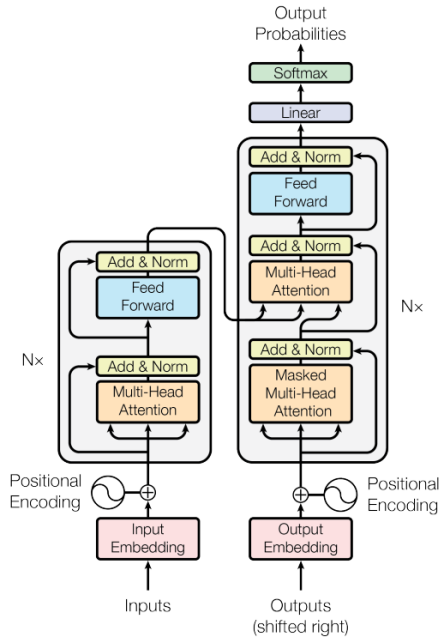 Output
Probabilities
Softmax
Linear
Add & Norm
Feed
Forward
Add & Norm
Multi-Head
Attention
Add & Norm
Masked
Multi-Head
Attention
N×
Positional
Encoding
Output
Embedding
Outputs
(shifted right)
Add & Norm
Feed
Forward
Add & Norm
Multi-Head
Attention
N×
Positional
Encoding
Input
Embedding
Inputs